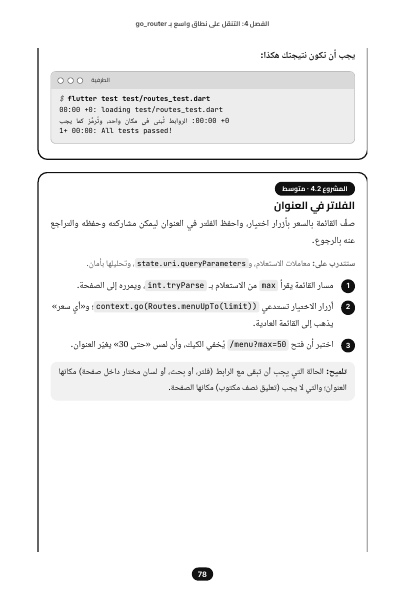 الفصل 4: التنقل على نطاق واسع بـ go_router
يجب أن تكون نتيجتك هكذا:
الطرفية
$ flutter test test/routes_test.dart
00:00 +0: loading test/routes_test.dart
00:00 +0: الروابط تُبنى في مكان واحد، وتُرمَّز كما يجب
00:00 +1: All tests passed!
المشروع 4.2 · متوسط
الفلاتر في العنوان
صفِّ القائمة بالسعر بأزرار اختيار، واحفظ الفلتر في العنوان ليمكن مشاركته وحفظه والتراجع
عنه بالرجوع.
ستتدرب على: معاملات الاستعلام، و state.uri.queryParameters، وتحليلها بأمان.
1 مسار القائمة يقرأ max من الاستعلام بـ int.tryParse، ويمرره إلى الصفحة.
2 أزرار الاختيار تستدعي context.go(Routes.menuUpTo(limit))؛ و«أي سعر»
يذهب إلى القائمة العادية.
3 اختبر أن فتح /menu?max=50 يُخفي الكيك، وأن لمس «حتى 30» يغيّر العنوان.
تلميح: الحالة التي يجب أن تبقى مع الرابط (فلتر، أو بحث، أو لسان مختار داخل صفحة) مكانها
العنوان؛ والتي لا يجب (تعليق نصف مكتوب) مكانها الصفحة.
78